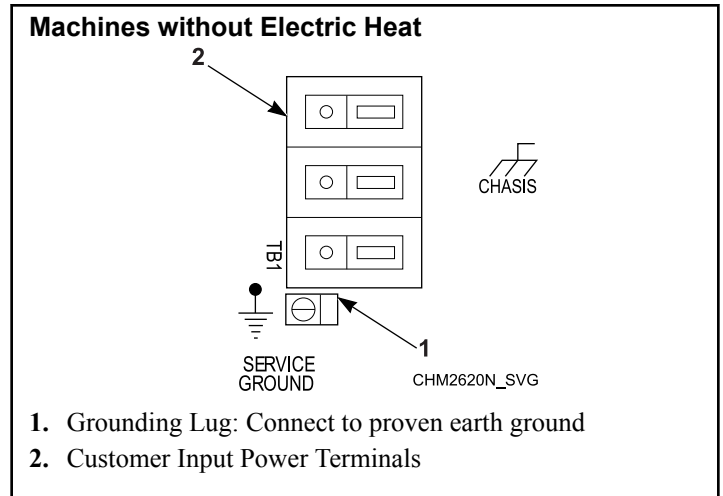 Machines without Electric Heat
2
CHASIS
TB1
1
SERVICE
GROUND
CHM2620N_SVG
1. Grounding Lug: Connect to proven earth ground
2. Customer Input Power Terminals